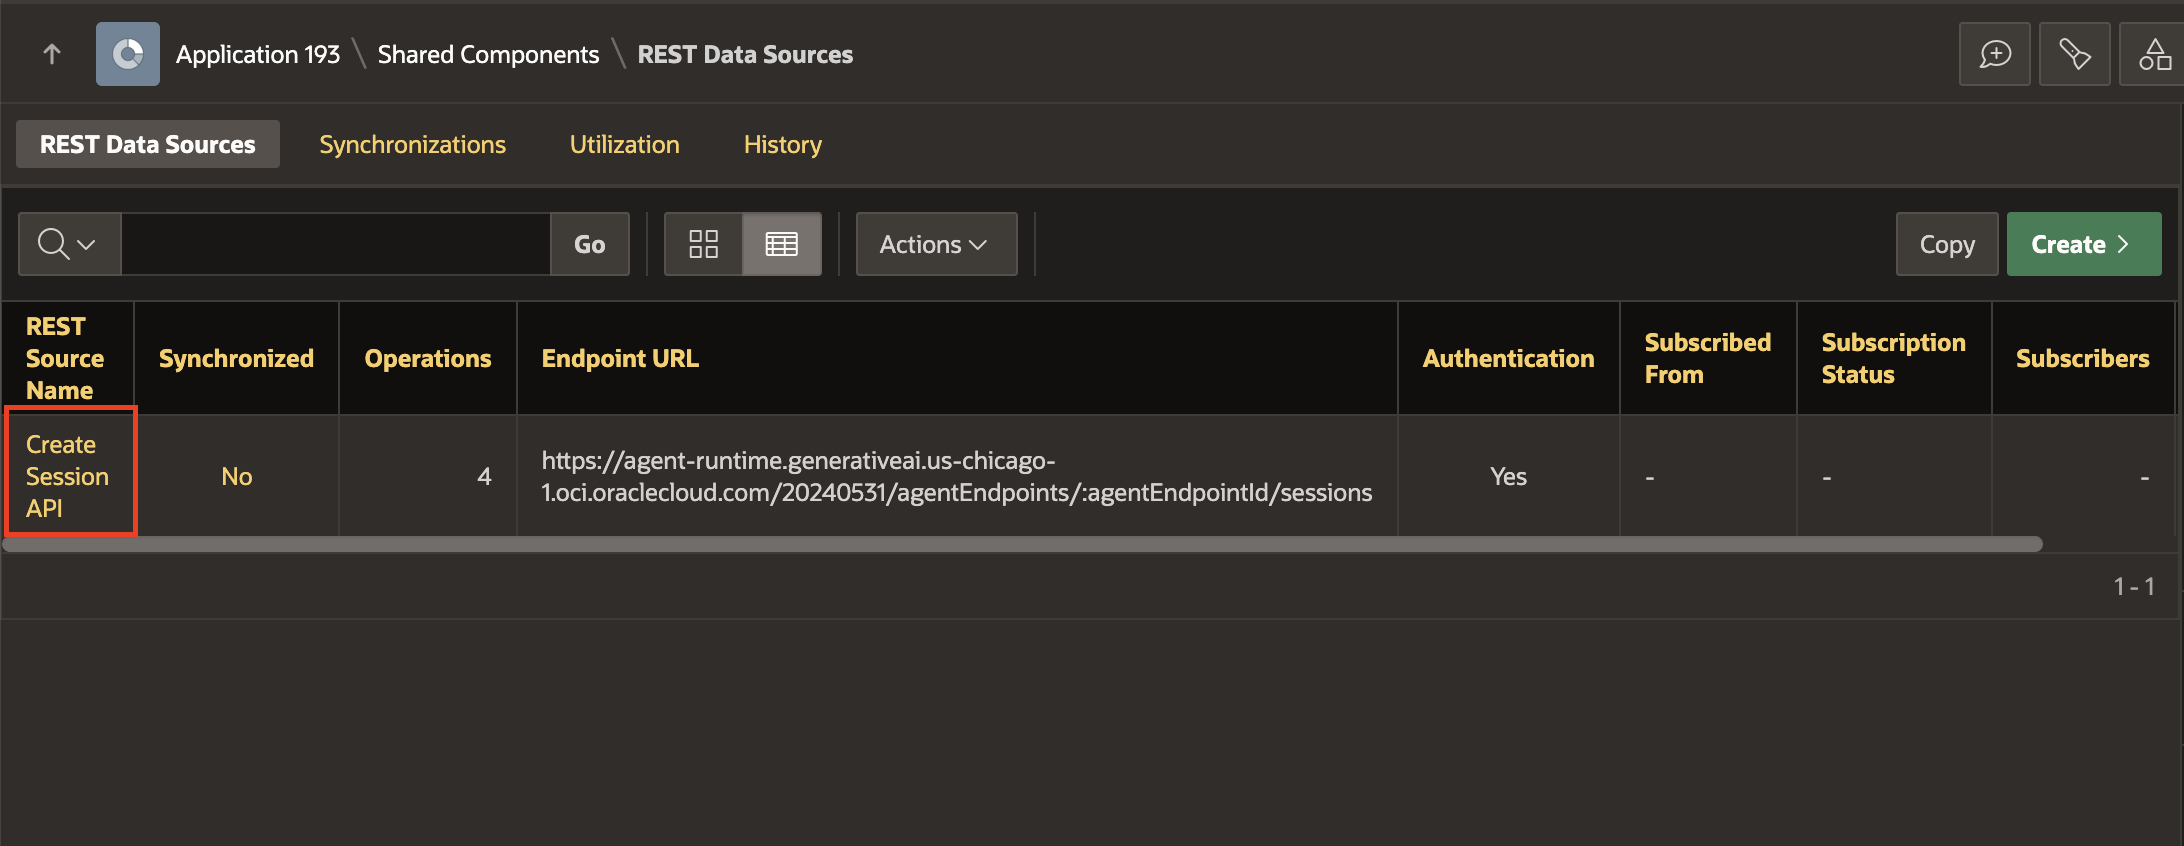 Application 193 \ Shared Components \ REST Data Sources
REST Data Sources Synchronizations Utilization History
Go Actions Copy Create
REST
Source
Name
Synchronized
Operations
Endpoint URL
Authentication
Subscribed
From
Subscription
Status
Subscribers
Create
Session
API
No
4
https://agent-runtime.generativeai.us-chicago-
1.oci.oraclecloud.com/20240531/agentEndpoints/:agentEndpointId/sessions
Yes
-
-
-
1 - 1